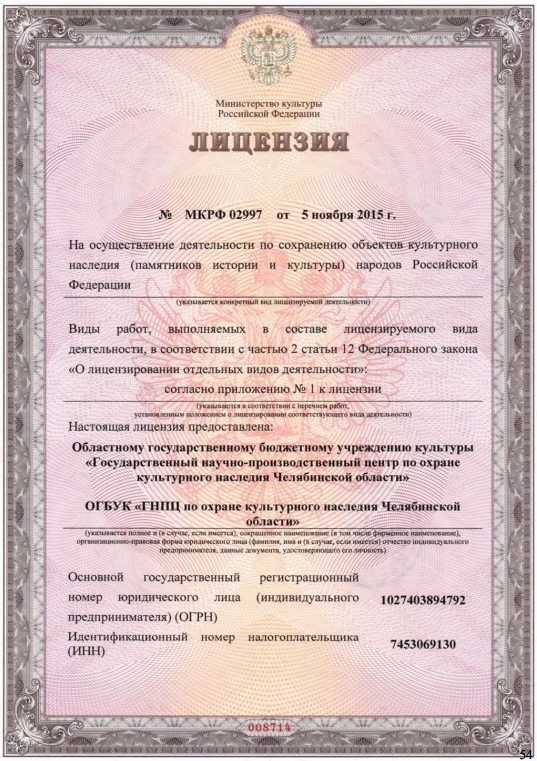 Министерство культуры
Российской Федерации
ЛИЦЕНЗИЯ
№ МКРФ 02997 от 5 ноября 2015 г.
На осуществление деятельности по сохранению объектов культурного
наследия (памятников истории и культуры) народов Российской
Федерации
(указывается конкретный вид лицензируемой деятельности)
Виды работ, выполняемых в составе лицензируемого вида
деятельности, в соответствии с частью 2 статьи 12 Федерального закона
«О лицензировании отдельных видов деятельности»:
согласно приложению № 1 к лицензии
(указываются в соответствии с перечнем работ,
установленным положением о лицензировании соответствующего вида деятельности)
Настоящая лицензия предоставлена:
Областному государственному бюджетному учреждению культуры
«Государственный научно-производственный центр по охране
культурного наследия Челябинской области»
ОГБУК «ГНПЦ по охране культурного наследия Челябинской
области»
(указывается полное и (в случае, если имеется), сокращенное наименование (в том числе фирменное наименование),
организационно-правовая форма юридического лица (фамилия, имя и (в случае, если имеется) отчество индивидуального
предпринимателя, данные документа, удостоверяющего его личность)
Основной государственный регистрационный
номер юридического лица (индивидуального
предпринимателя) (ОГРН)
1027403894792
Идентификационный номер налогоплательщика
(ИНН)
7453069130
008714
54